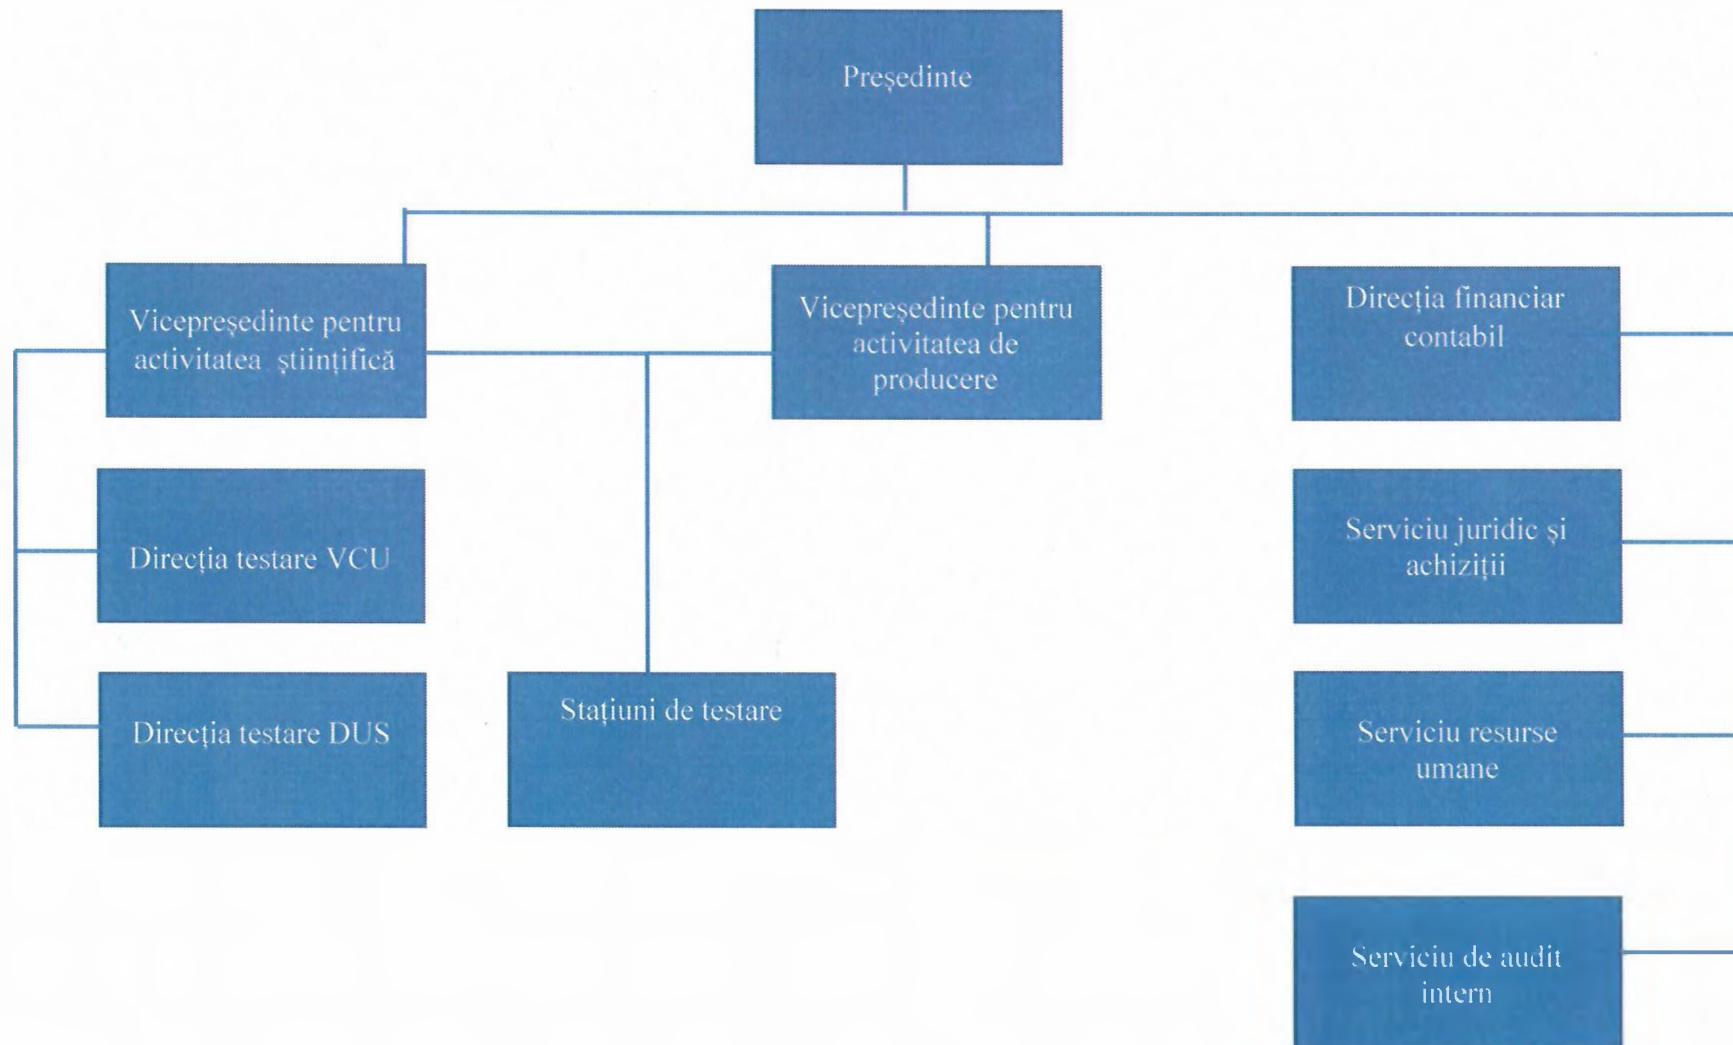 Președinte
Vicepreședinte pentru
activitatea științifică
Vicepreședinte pentru
activitatea de
producere
Direcția financiar
contabil
Direcția testare VCU
Serviciu juridic și
achiziții
Direcția testare DUS
Stațiuni de testare
Serviciu resurse
umane
Serviciu de audit
intern